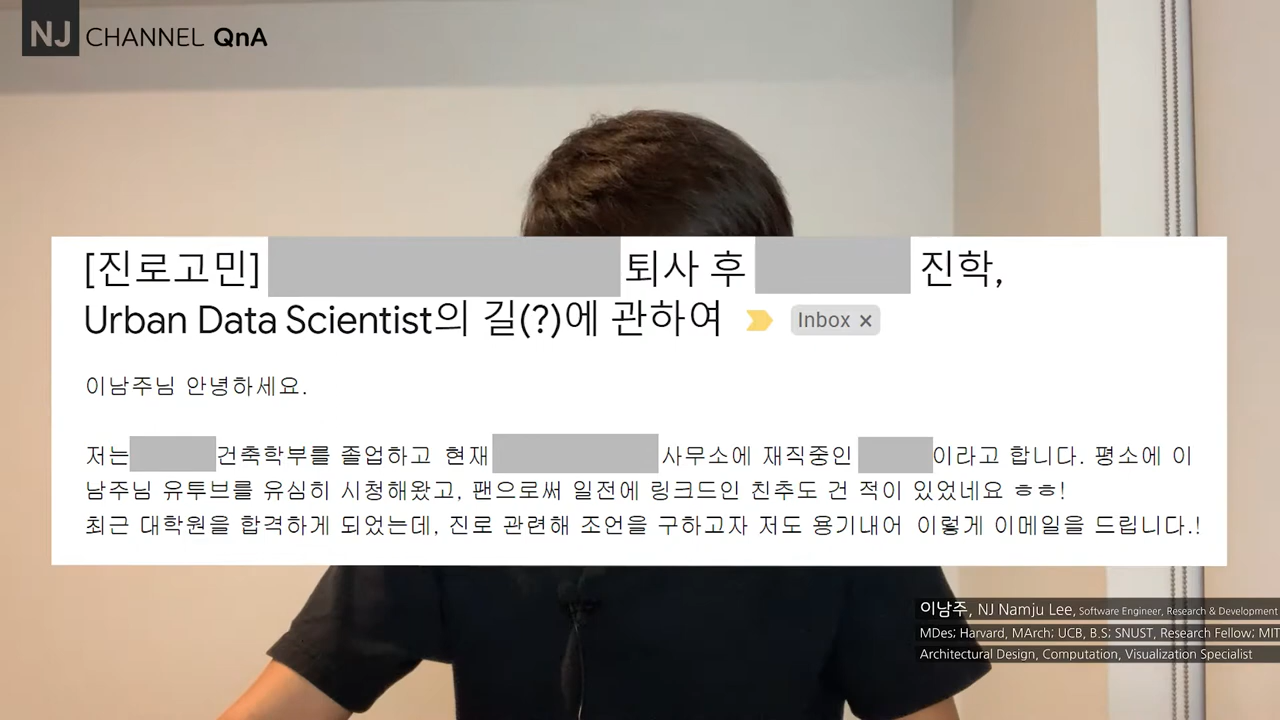 NJ CHANNEL QnA
[진로고민] 퇴사 후 진학,
Urban Data Scientist의 길(?)에 관하여 Inbox ×
이남주님 안녕하세요.
저는 건축학부를 졸업하고 현재 사무소에 재직중인 이라고 합니다. 평소에 이
남주님 유투브를 유심히 시청해왔고, 팬으로써 일전에 링크드인 친추도 건 적이 있었네요 ㅎㅎ!
최근 대학원을 합격하게 되었는데, 진로 관련해 조언을 구하고자 저도 용기내어 이렇게 이메일을 드립니다.!
이남주, NJ Namju Lee, Software Engineer, Research & Development
MDes; Harvard, MArch; UCB, B.S; SNUST, Research Fellow; MIT
Architectural Design, Computation, Visualization Specialist